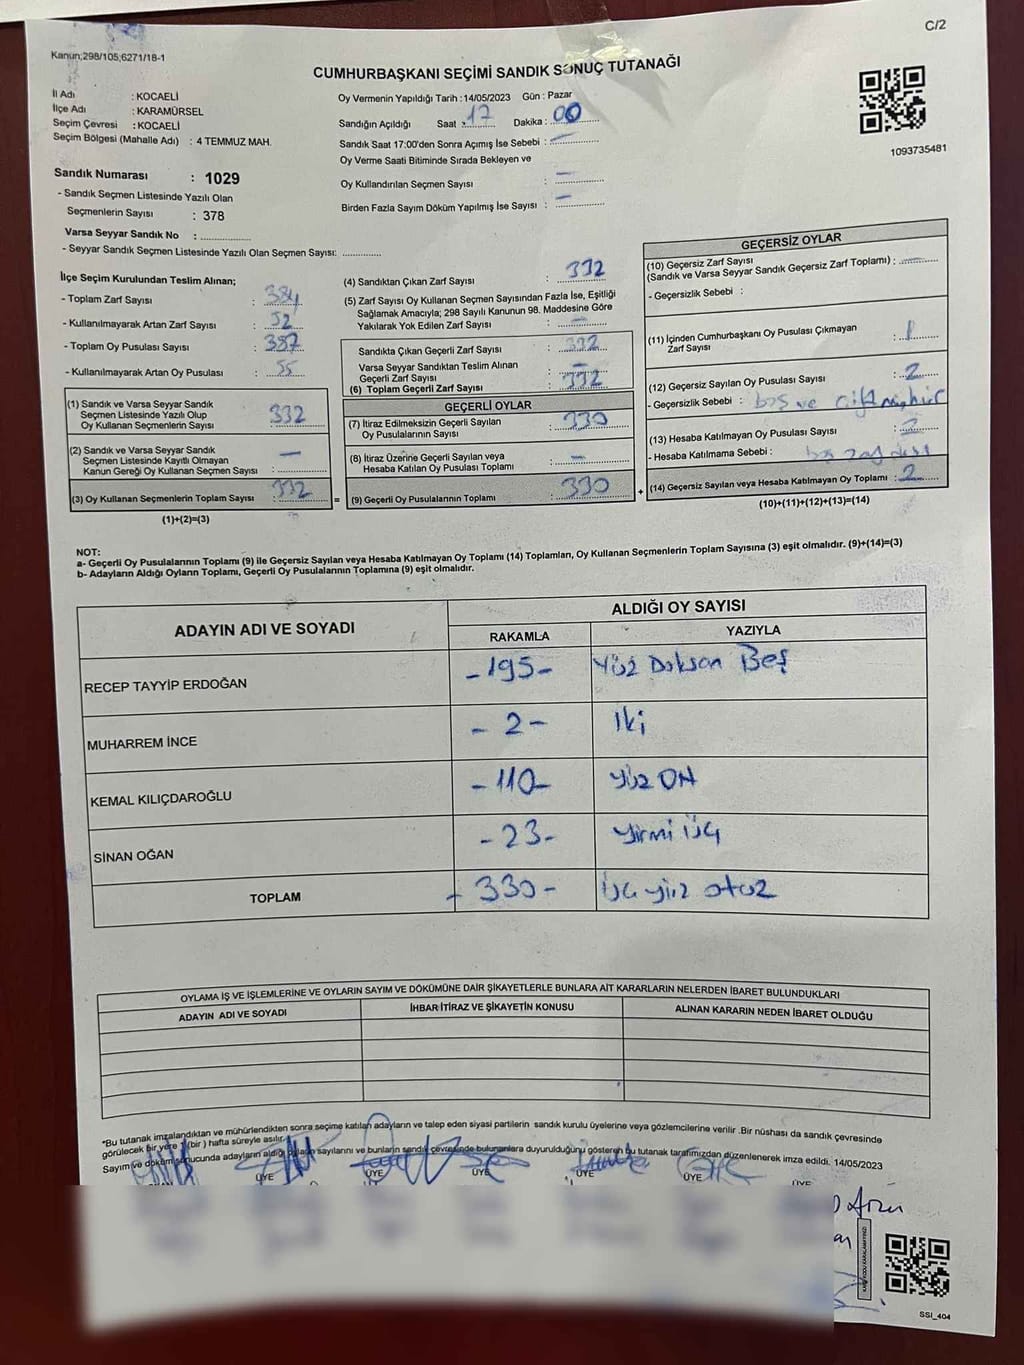 C/2
Kanun;298/105;6271/18-1
CUMHURBAŞKANI SEÇİMİ SANDIK SONUÇ TUTANAĞI
İl Adı : KOCAELİ
İlçe Adı : KARAMÜRSEL
Seçim Çevresi : KOCAELİ
Seçim Bölgesi (Mahalle Adı) : 4 TEMMUZ MAH.
Sandık Numarası : 1029
- Sandık Seçmen Listesinde Yazılı Olan
Seçmenlerin Sayısı : 378
Varsa Seyyar Sandık No :
- Seyyar Sandık Seçmen Listesinde Yazılı Olan Seçmen Sayısı:
Oy Vermenin Yapıldığı Tarih : 14/05/2023 Gün : Pazar
Sandığın Açıldığı Saat : 17 Dakika : 00
Sandık Saat 17:00'den Sonra Açımış İse Sebebi : —
Oy Verme Saati Bitiminde Sırada Bekleyen ve
Oy Kullandırılan Seçmen Sayısı : —
Birden Fazla Sayım Döküm Yapılmış İse Sayısı : —
1093735481
İlçe Seçim Kurulundan Teslim Alınan;
- Toplam Zarf Sayısı : 384
- Kullanılmayarak Artan Zarf Sayısı : 52
- Toplam Oy Pusulası Sayısı : 387
- Kullanılmayarak Artan Oy Pusulası : 55
(1) Sandık ve Varsa Seyyar Sandık
Seçmen Listesinde Yazılı Olup
Oy Kullanan Seçmenlerin Sayısı : 332
(2) Sandık ve Varsa Seyyar Sandık
Seçmen Listesinde Kayıtlı Olmayan
Kanun Gereği Oy Kullanan Seçmen Sayısı : —
(3) Oy Kullanan Seçmenlerin Toplam Sayısı : 332
(1)+(2)=(3)
(4) Sandıktan Çıkan Zarf Sayısı : 332
(5) Zarf Sayısı Oy Kullanan Seçmen Sayısından Fazla İse, Eşitliği
Sağlamak Amacıyla; 298 Sayılı Kanunun 98. Maddesine Göre
Yakılarak Yok Edilen Zarf Sayısı : —
Sandıkta Çıkan Geçerli Zarf Sayısı : 332
Varsa Seyyar Sandıktan Teslim Alınan
Geçerli Zarf Sayısı : —
(6) Toplam Geçerli Zarf Sayısı : 332
GEÇERLİ OYLAR
(7) İtiraz Edilmeksizin Geçerli Sayılan
Oy Pusulalarının Sayısı : 330
(8) İtiraz Üzerine Geçerli Sayılan veya
Hesaba Katılan Oy Pusulası Toplamı : —
= (9) Geçerli Oy Pusulalarının Toplamı : 330 +
GEÇERSİZ OYLAR
(10) Geçersiz Zarf Sayısı
(Sandık ve Varsa Seyyar Sandık Geçersiz Zarf Toplamı) :
- Geçersizlik Sebebi :
(11) İçinden Cumhurbaşkanı Oy Pusulası Çıkmayan
Zarf Sayısı :
(12) Geçersiz Sayılan Oy Pusulası Sayısı : 2
- Geçersizlik Sebebi : boş ve
(13) Hesaba Katılmayan Oy Pusulası Sayısı :
- Hesaba Katılmama Sebebi :
(14) Geçersiz Sayılan veya Hesaba Katılmayan Oy Toplamı : 2
(10)+(11)+(12)+(13)=(14)
NOT:
a- Geçerli Oy Pusulalarının Toplamı (9) ile Geçersiz Sayılan veya Hesaba Katılmayan Oy Toplamı (14) Toplamları, Oy Kullanan Seçmenlerin Toplam Sayısına (3) eşit olmalıdır. (9)+(14)=(3)
b- Adayların Aldığı Oyların Toplamı, Geçerli Oy Pusulalarının Toplamına (9) eşit olmalıdır.
ADAYIN ADI VE SOYADI ALDIĞI OY SAYISI
RAKAMLA YAZIYLA
RECEP TAYYİP ERDOĞAN -195- Yüz Doksan Beş
MUHARREM İNCE - 2 - İki
KEMAL KILIÇDAROĞLU -110- yüz ON
SİNAN OĞAN -23- yirmi üç
TOPLAM - 330- üç yüz otuz
OYLAMA İŞ VE İŞLEMLERİNE VE OYLARIN SAYIM VE DÖKÜMÜNE DAİR ŞİKAYETLERLE BUNLARA AİT KARARLARIN NELERDEN İBARET BULUNDUKLARI
ADAYIN ADI VE SOYADI İHBAR İTİRAZ VE ŞİKAYETİN KONUSU ALINAN KARARIN NEDEN İBARET OLDUĞU
*Bu tutanak imzalandıktan ve mühürlendikten sonra seçime katılan adayların ve talep eden siyasi partilerin sandık kurulu üyelerine veya gözlemcilerine verilir .Bir nüshası da sandık çevresinde
görülecek bir yere 1 (bir ) hafta süreyle asılır.
Sayım ve döküm sonucunda adayların aldığı oyların sayılarını ve bunların sandık çevresinde bulunanlara duyurulduğunu gösteren bu tutanak tarafımızdan düzenlenerek imza edildi. 14/05/2023
ÜYE ÜYE ÜYE ÜYE ÜYE ÜYE
SSI_404